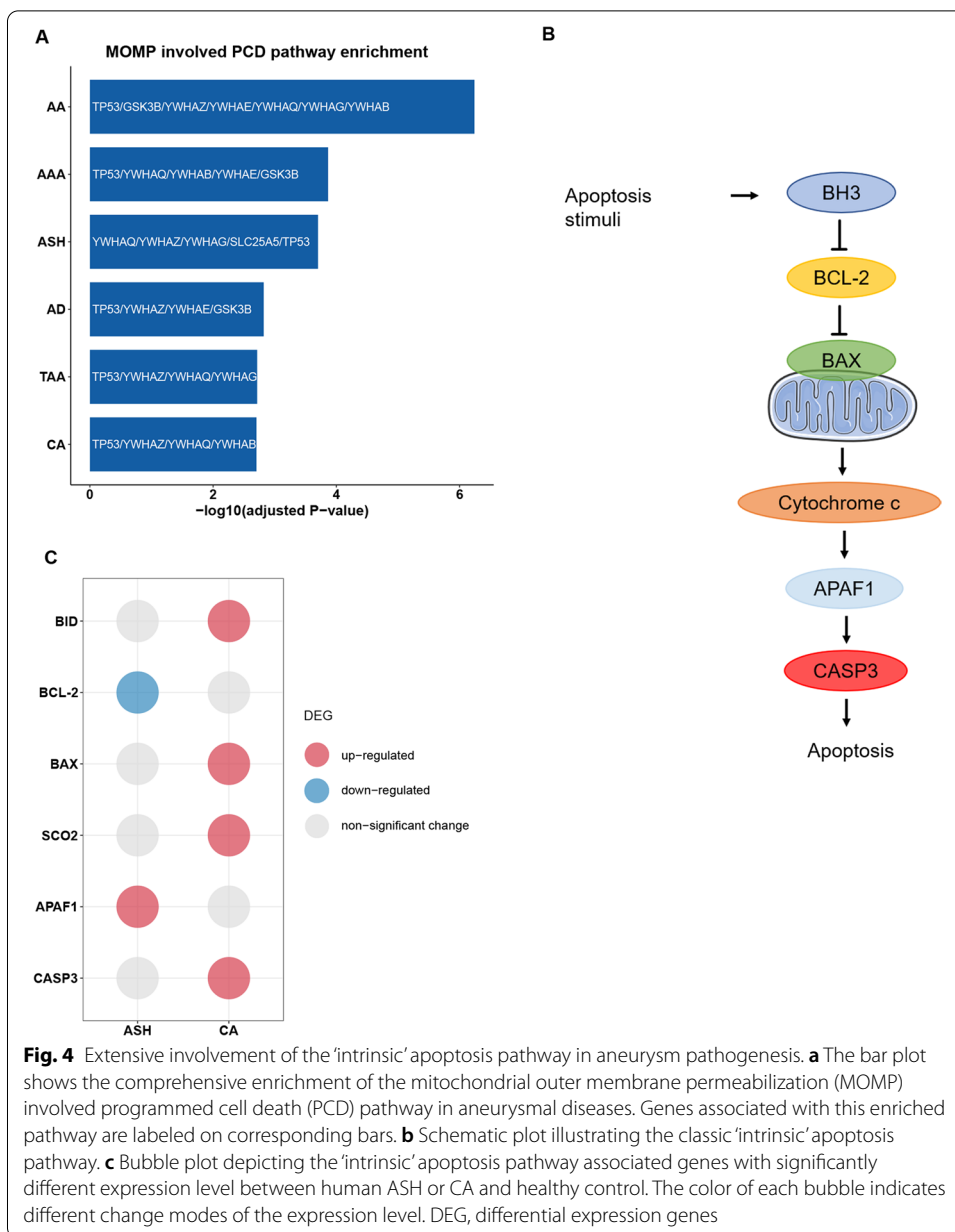 A
MOMP involved PCD pathway enrichment
AA
TP53/GSK3B/YWHAZ/YWHAE/YWHAQ/YWHAG/YWHAB
AAA
TP53/YWHAQ/YWHAB/YWHAE/GSK3B
ASH
YWHAQ/YWHAZ/YWHAG/SLC25A5/TP53
AD
TP53/YWHAZ/YWHAE/GSK3B
TAA
TP53/YWHAZ/YWHAQ/YWHAG
CA
TP53/YWHAZ/YWHAQ/YWHAB
0 2 4 6
−log10(adjusted P-value)
B
Apoptosis
stimuli
BH3
BCL-2
BAX
Cytochrome c
APAF1
CASP3
Apoptosis
C
BID
BCL-2
BAX
SCO2
APAF1
CASP3
ASH CA
DEG
up−regulated
down−regulated
non−significant change
Fig. 4 Extensive involvement of the 'intrinsic' apoptosis pathway in aneurysm pathogenesis. a The bar plot
shows the comprehensive enrichment of the mitochondrial outer membrane permeabilization (MOMP)
involved programmed cell death (PCD) pathway in aneurysmal diseases. Genes associated with this enriched
pathway are labeled on corresponding bars. b Schematic plot illustrating the classic 'intrinsic' apoptosis
pathway. c Bubble plot depicting the 'intrinsic' apoptosis pathway associated genes with significantly
different expression level between human ASH or CA and healthy control. The color of each bubble indicates
different change modes of the expression level. DEG, differential expression genes